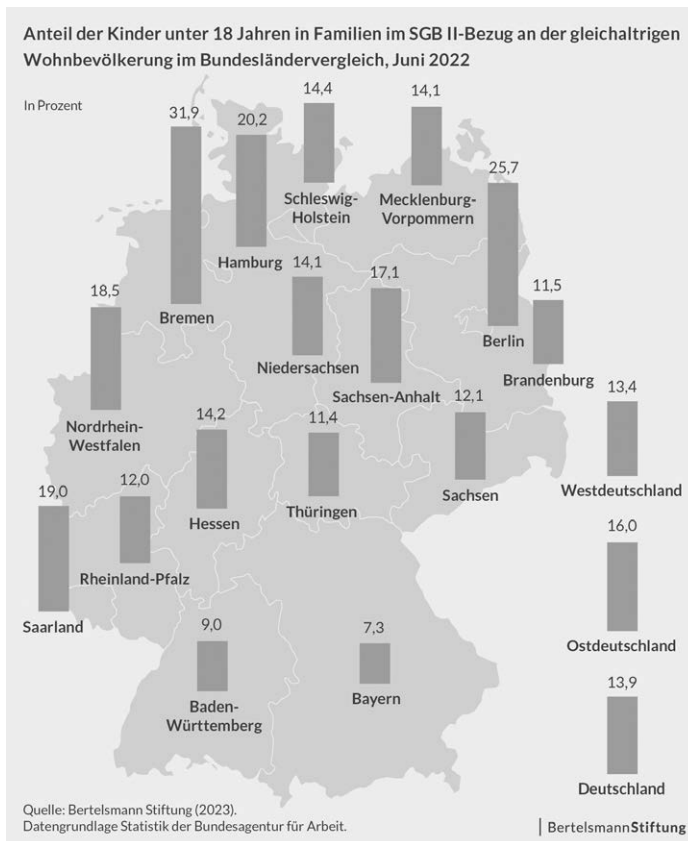 Anteil der Kinder unter 18 Jahren in Familien im SGB II-Bezug an der gleichaltrigen
Wohnbevölkerung im Bundesländervergleich, Juni 2022
In Prozent
31,9
Bremen
20,2
Hamburg
14,4
Schleswig-
Holstein
14,1
Mecklenburg-
Vorpommern
25,7
Berlin
18,5
Nordrhein-
Westfalen
14,1
Niedersachsen
17,1
Sachsen-Anhalt
11,5
Brandenburg
14,2
Hessen
11,4
Thüringen
12,1
Sachsen
13,4
Westdeutschland
19,0
Saarland
12,0
Rheinland-Pfalz
16,0
Ostdeutschland
9,0
Baden-
Württemberg
7,3
Bayern
13,9
Deutschland
Quelle: Bertelsmann Stiftung (2023).
Datengrundlage Statistik der Bundesagentur für Arbeit.
BertelsmannStiftung